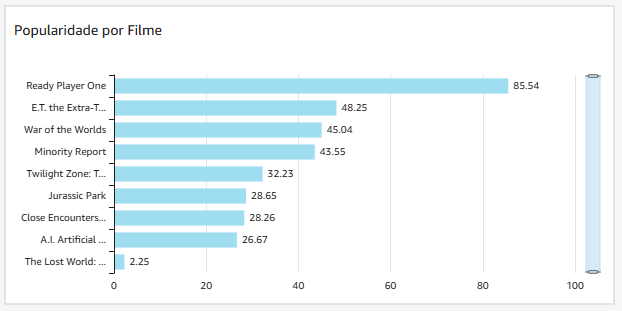 Popularidade por Filme
Ready Player One 85.54
E.T. the Extra-T... 48.25
War of the Worlds 45.04
Minority Report 43.55
Twilight Zone: T... 32.23
Jurassic Park 28.65
Close Encounters... 28.26
A.I. Artificial ... 26.67
The Lost World: ... 2.25
0 20 40 60 80 100